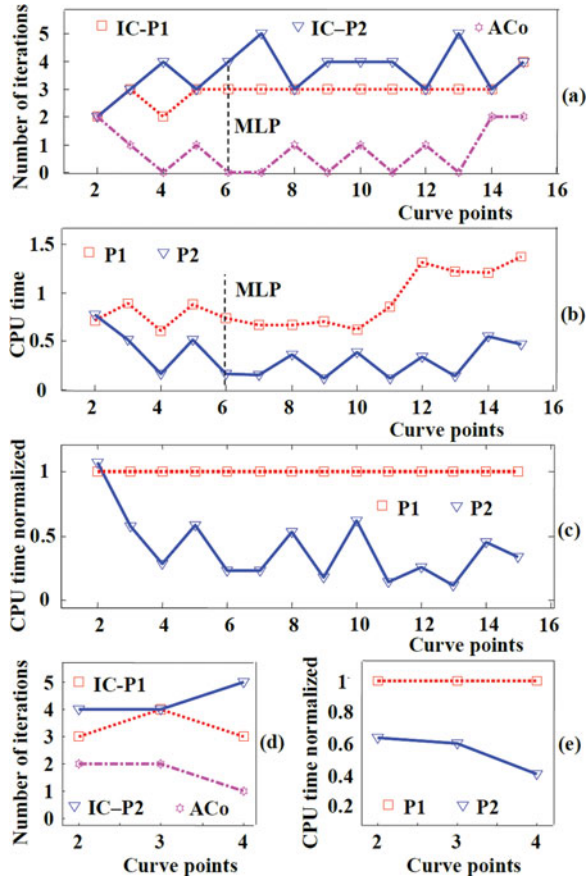 IC-P1 IC–P2 ACo
Number of iterations
5
4
3
2
1
0
MLP
(a)
2 4 6 8 10 12 14 16
Curve points
P1 P2
CPU time
1.5
1
0.5
0
MLP
(b)
2 4 6 8 10 12 14 16
Curve points
CPU time normalized
1
0.5
0
P1 P2
(c)
2 4 6 8 10 12 14 16
Curve points
Number of iterations
5
4
3
2
1
0
IC-P1
(d)
IC–P2 ACo
2 3 4
Curve points
CPU time normalized
1
0.8
0.6
0.4
0.2
(e)
P1 P2
2 3 4
Curve points